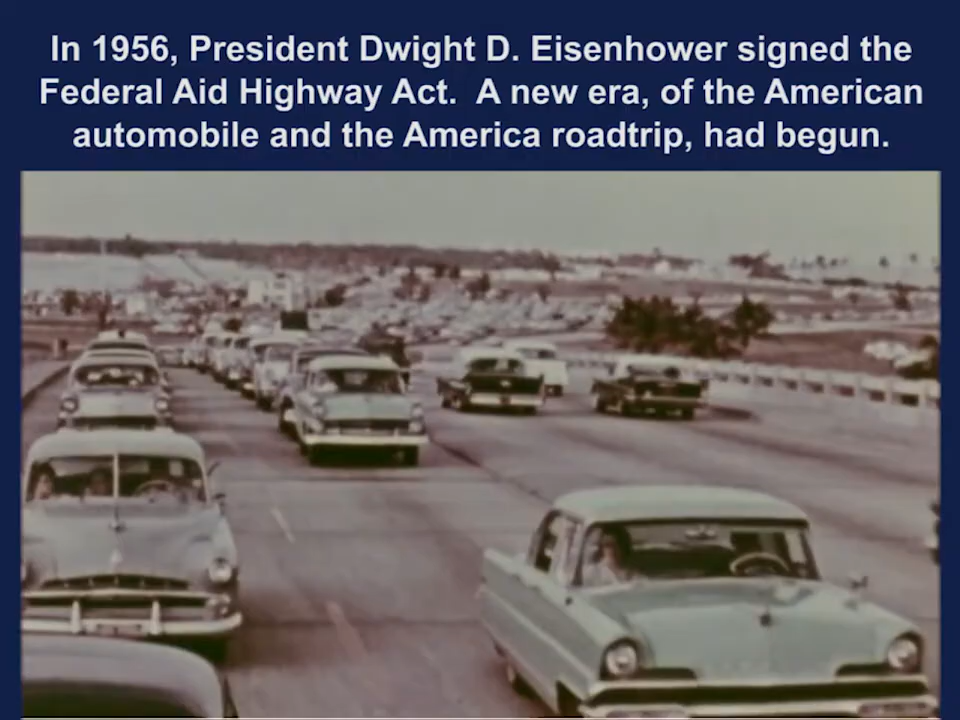 In 1956, President Dwight D. Eisenhower signed the
Federal Aid Highway Act.  A new era, of the American
automobile and the America roadtrip, had begun.